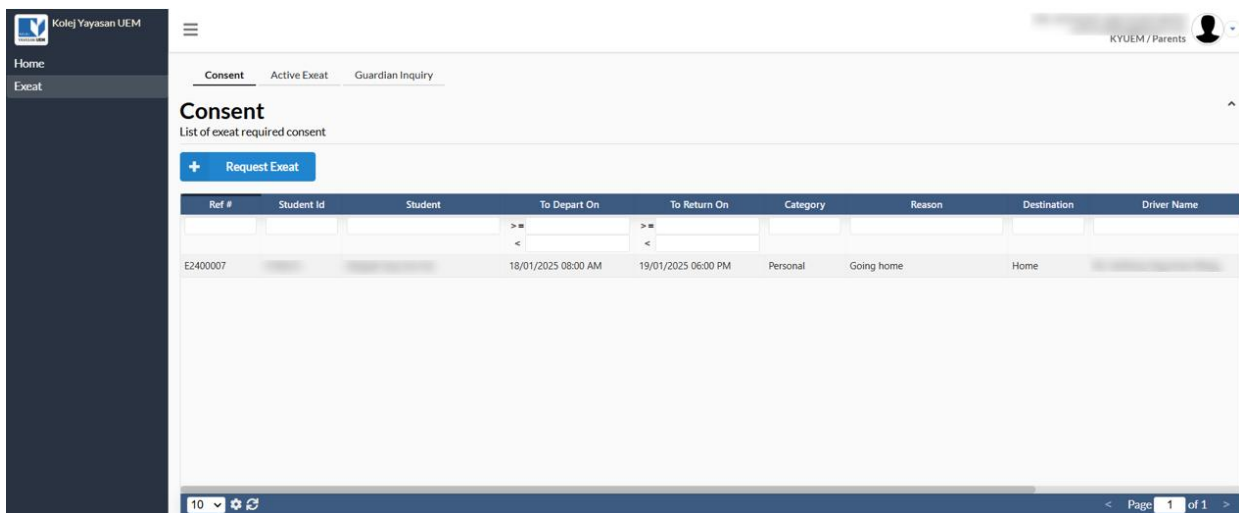 Kolej Yayasan UEM
KYUEM / Parents
Home
Exeat
Consent Active Exeat Guardian Inquiry
Consent
List of exeat required consent
+ Request Exeat
Ref # Student Id Student To Depart On To Return On Category Reason Destination Driver Name
>= >=
< <
E2400007 18/01/2025 08:00 AM 19/01/2025 06:00 PM Personal Going home Home
10 < Page 1 of 1 >